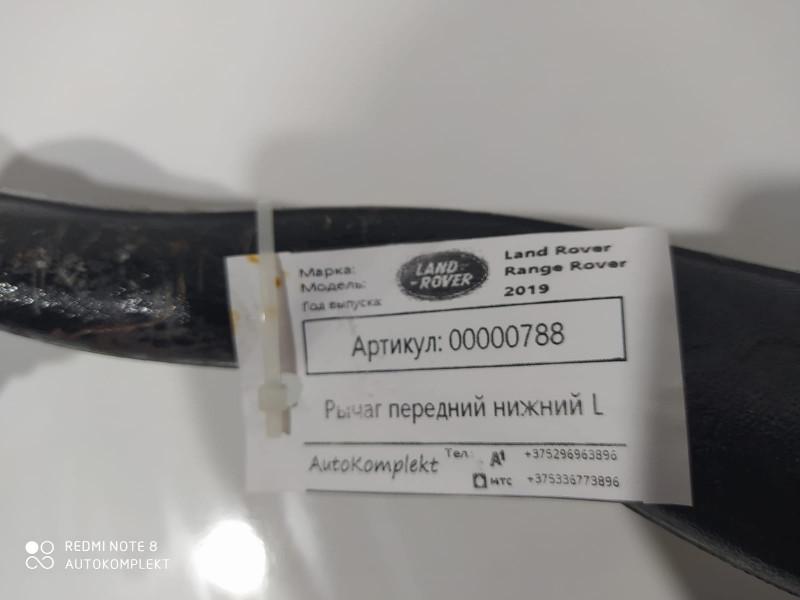 Марка:
Модель:
Год выпуска:
LAND-
-ROVER
Land Rover
Range Rover
2019
Артикул: 00000788
Рычаг передний нижний L
AutoKomplekt
Тел.:
A1 +375296963896
мтс +375336773896
REDMI NOTE 8
AUTOKOMPLEKT